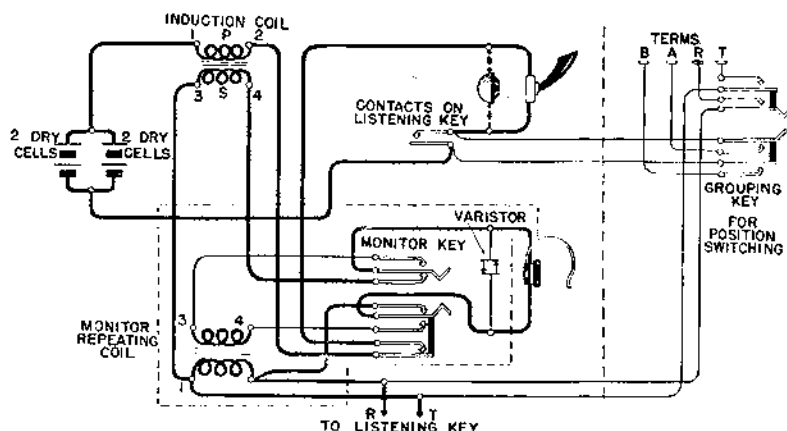 INDUCTION COIL
1 P 2
3 S 4
2 DRY CELLS
2 DRY CELLS
CONTACTS ON
LISTENING KEY
TERMS
B A R T
GROUPING
KEY
FOR
POSITION
SWITCHING
VARISTOR
MONITOR KEY
3 4
MONITOR
REPEATING
COIL
1
R T
TO LISTENING KEY